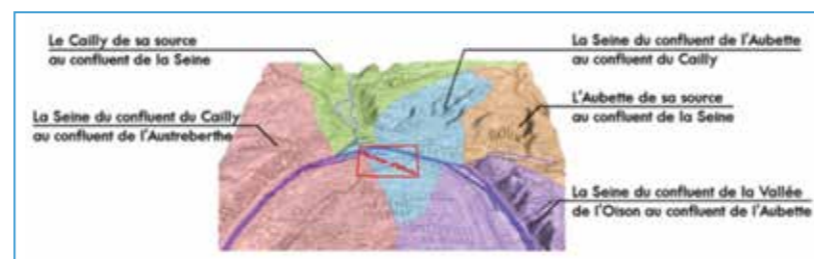 Le Cailly de sa source
au confluent de la Seine
La Seine du confluent du Cailly
au confluent de l'Austreberthe
La Seine du confluent de l'Aubette
au confluent du Cailly
L'Aubette de sa source
au confluent de la Seine
La Seine du confluent de la Vallée
de l'Oison au confluent de l'Aubette